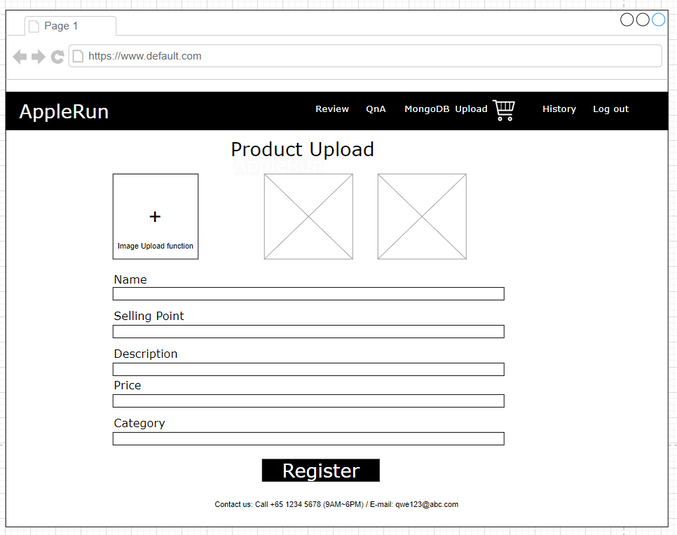 Page 1
https://www.default.com
AppleRun Review QnA MongoDB Upload History Log out
Product Upload
+
Image Upload function
Name
Selling Point
Description
Price
Category
Register
Contact us: Call +65 1234 5678 (9AM~6PM) / E-mail: qwe123@abc.com